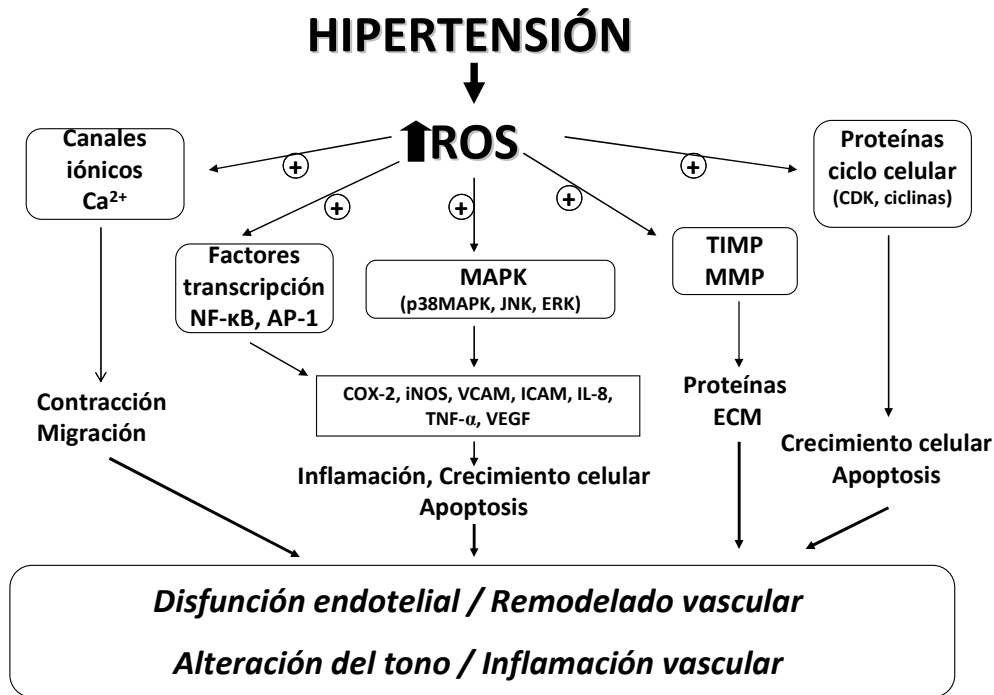 HIPERTENSIÓN
⬆ROS
Canales
iónicos
Ca²⁺
+
+
+
+
+
Proteínas
ciclo celular
(CDK, ciclinas)
Factores
transcripción
NF-κB, AP-1
MAPK
(p38MAPK, JNK, ERK)
TIMP
MMP
Contracción
Migración
COX-2, iNOS, VCAM, ICAM, IL-8,
TNF-α, VEGF
Proteínas
ECM
Inflamación, Crecimiento celular
Apoptosis
Crecimiento celular
Apoptosis
Disfunción endotelial / Remodelado vascular
Alteración del tono / Inflamación vascular